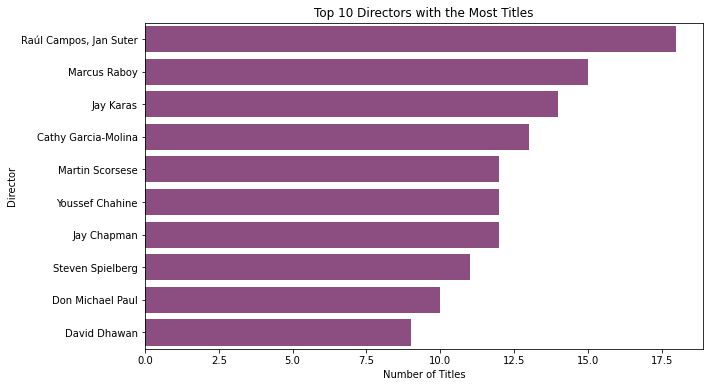 Top 10 Directors with the Most Titles
Director
Raúl Campos, Jan Suter
Marcus Raboy
Jay Karas
Cathy Garcia-Molina
Martin Scorsese
Youssef Chahine
Jay Chapman
Steven Spielberg
Don Michael Paul
David Dhawan
0.0 2.5 5.0 7.5 10.0 12.5 15.0 17.5
Number of Titles